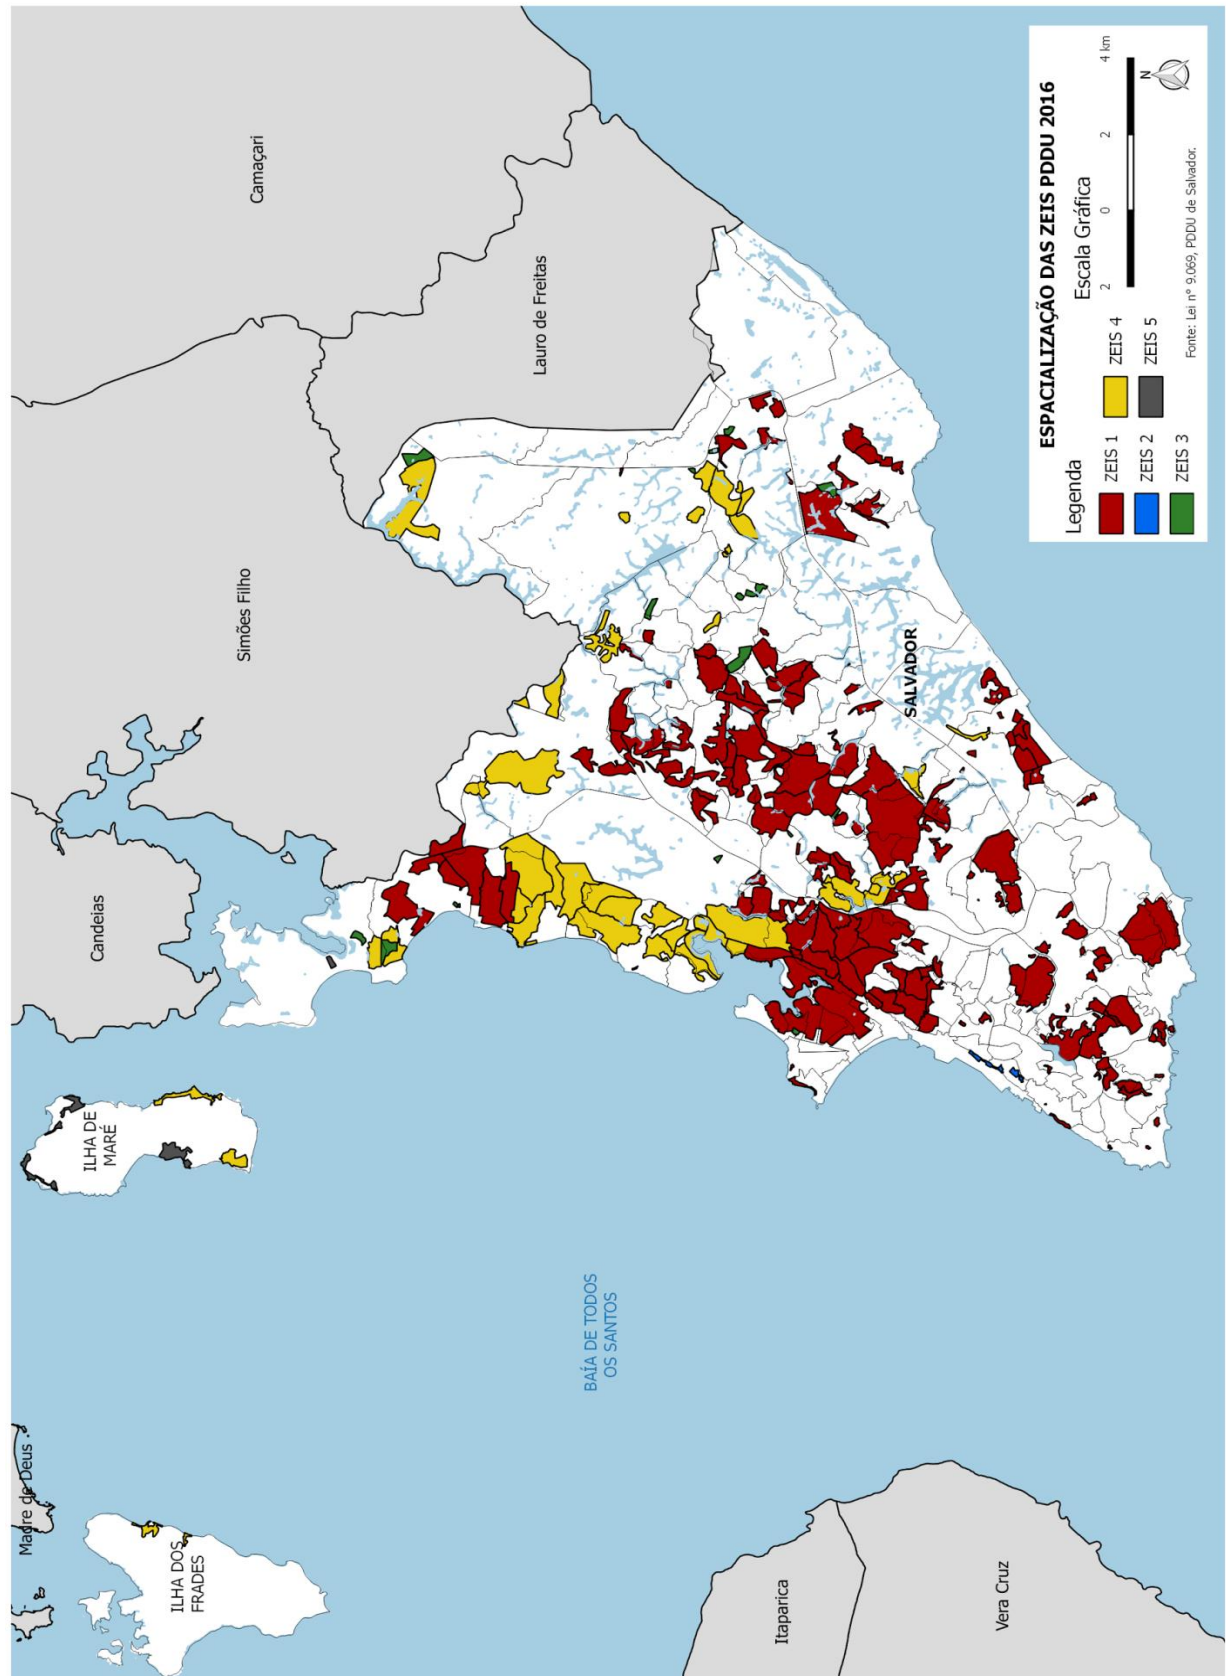 Camaçari
Lauro de Freitas
Simões Filho
Candeias
ILHA DE
MARÉ
Madre de Deus
ILHA DOS
FRADES
BAÍA DE TODOS
OS SANTOS
SALVADOR
Itaparica
Vera Cruz
ESPACIALIZAÇÃO DAS ZEIS PDDU 2016
Legenda
ZEIS 1
ZEIS 2
ZEIS 3
ZEIS 4
ZEIS 5
Escala Gráfica
2 0 2 4 km
N
Fonte: Lei n° 9.069, PDDU de Salvador.